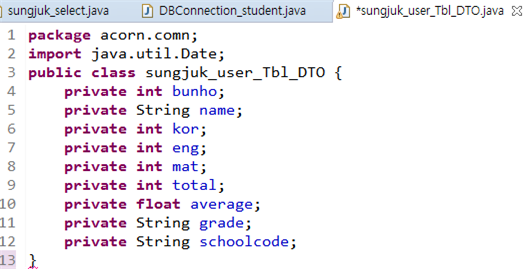 sungjuk_select.java DBConnection_student.java *sungjuk_user_Tbl_DTO.java
1 package acorn.comn;
2 import java.util.Date;
3 public class sungjuk_user_Tbl_DTO {
4 private int bunho;
5 private String name;
6 private int kor;
7 private int eng;
8 private int mat;
9 private int total;
10 private float average;
11 private String grade;
12 private String schoolcode;
13 }